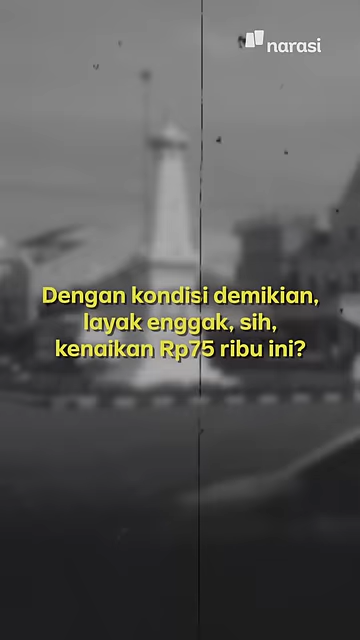 narasi
Dengan kondisi demikian,
layak enggak, sih,
kenaikan Rp75 ribu ini?